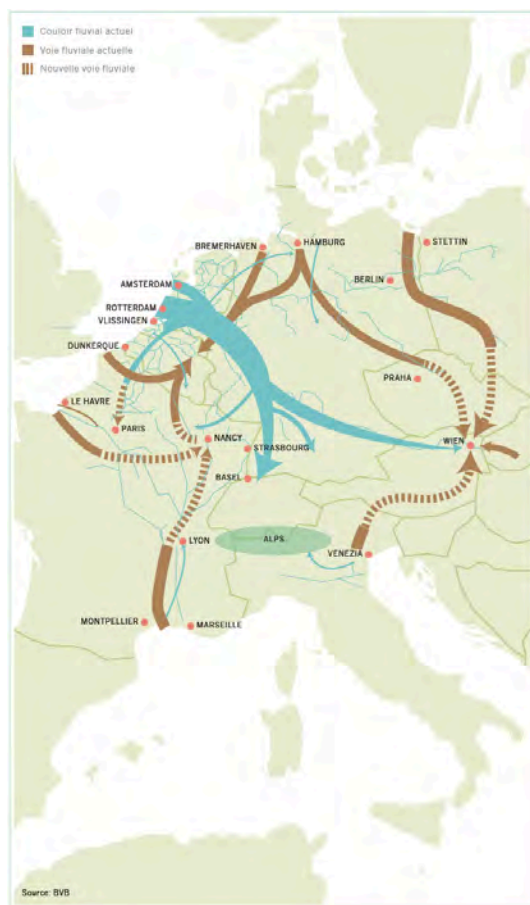 Couloir fluvial actuel
Voie fluviale actuelle
Nouvelle voie fluviale
BREMERHAVEN
HAMBURG
STETTIN
BERLIN
AMSTERDAM
ROTTERDAM
VLISSINGEN
DUNKERQUE
PRAHA
LE HAVRE
PARIS
NANCY
STRASBOURG
WIEN
BASEL
LYON
ALPS
VENEZIA
MONTPELLIER
MARSEILLE
Source: BVB